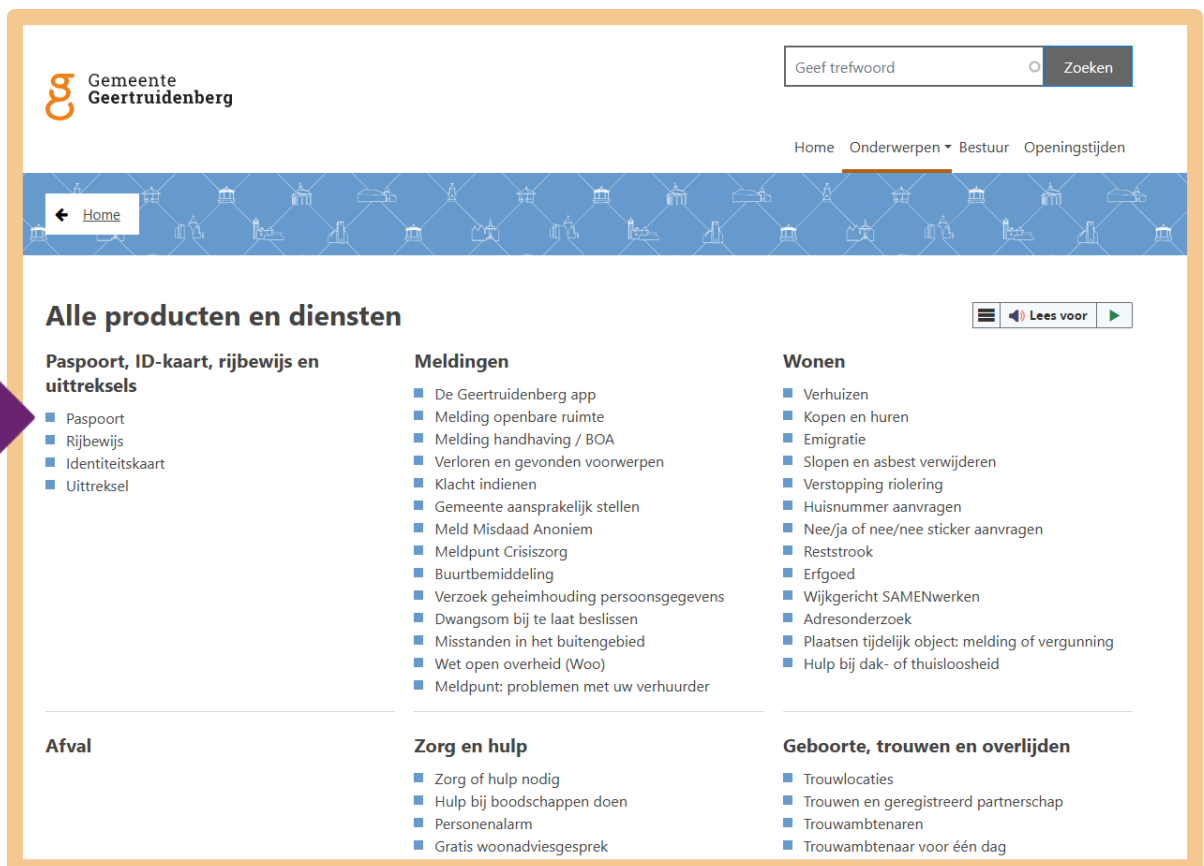 Gemeente
Geertruidenberg
Geef trefwoord
Zoeken
Home Onderwerpen Bestuur Openingstijden
Home
Alle producten en diensten
Lees voor
Paspoort, ID-kaart, rijbewijs en
uittreksels
Paspoort
Rijbewijs
Identiteitskaart
Uittreksel
Meldingen
De Geertruidenberg app
Melding openbare ruimte
Melding handhaving / BOA
Verloren en gevonden voorwerpen
Klacht indienen
Gemeente aansprakelijk stellen
Meld Misdaad Anoniem
Meldpunt Crisiszorg
Buurtbemiddeling
Verzoek geheimhouding persoonsgegevens
Dwangsom bij te laat beslissen
Misstanden in het buitengebied
Wet open overheid (Woo)
Meldpunt: problemen met uw verhuurder
Wonen
Verhuizen
Kopen en huren
Emigratie
Slopen en asbest verwijderen
Verstopping riolering
Huisnummer aanvragen
Nee/ja of nee/nee sticker aanvragen
Reststrook
Erfgoed
Wijkgericht SAMENwerken
Adresonderzoek
Plaatsen tijdelijk object: melding of vergunning
Hulp bij dak- of thuisloosheid
Afval
Zorg en hulp
Zorg of hulp nodig
Hulp bij boodschappen doen
Personenalarm
Gratis woonadviesgesprek
Geboorte, trouwen en overlijden
Trouwlocaties
Trouwen en geregistreerd partnerschap
Trouwambtenaren
Trouwambtenaar voor één dag